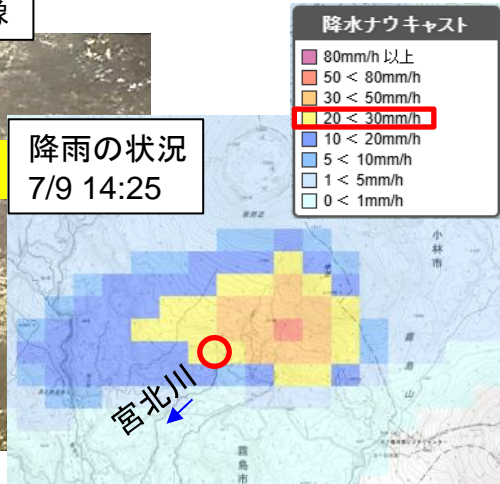 像
降水ナウキャスト
80mm/h 以上
50 < 80mm/h
30 < 50mm/h
20 < 30mm/h
10 < 20mm/h
5 < 10mm/h
1 < 5mm/h
0 < 1mm/h
降雨の状況
7/9 14:25
小林市
霧島山
宮北川
霧島市